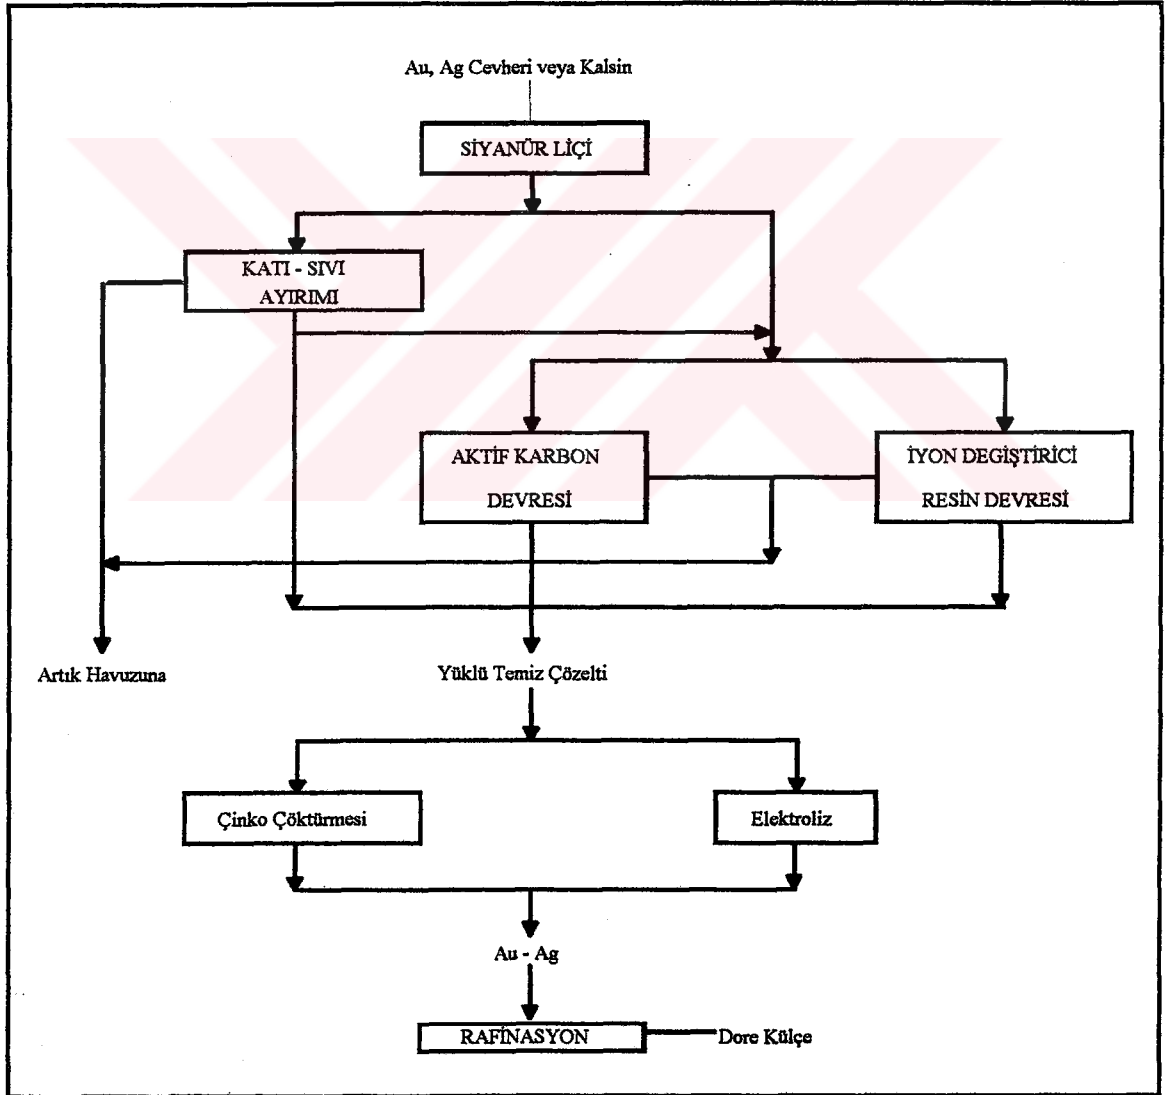 Au, Ag Cevheri veya Kalsin
SİYANÜR LİÇİ
KATI - SIVI
AYIRIMI
AKTİF KARBON
DEVRESİ
İYON DEGİŞTİRİCİ
RESİN DEVRESİ
Artık Havuzuna
Yüklü Temiz Çözelti
Çinko Çöktürmesi
Elektroliz
Au - Ag
RAFİNASYON
Dore Külçe